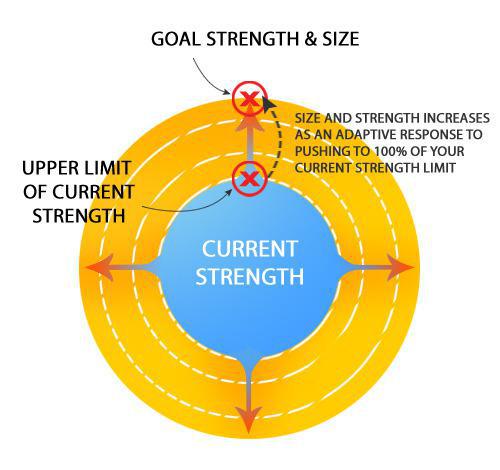 GOAL STRENGTH & SIZE
SIZE AND STRENGTH INCREASES
AS AN ADAPTIVE RESPONSE TO
PUSHING TO 100% OF YOUR
CURRENT STRENGTH LIMIT
UPPER LIMIT
OF CURRENT
STRENGTH
CURRENT
STRENGTH